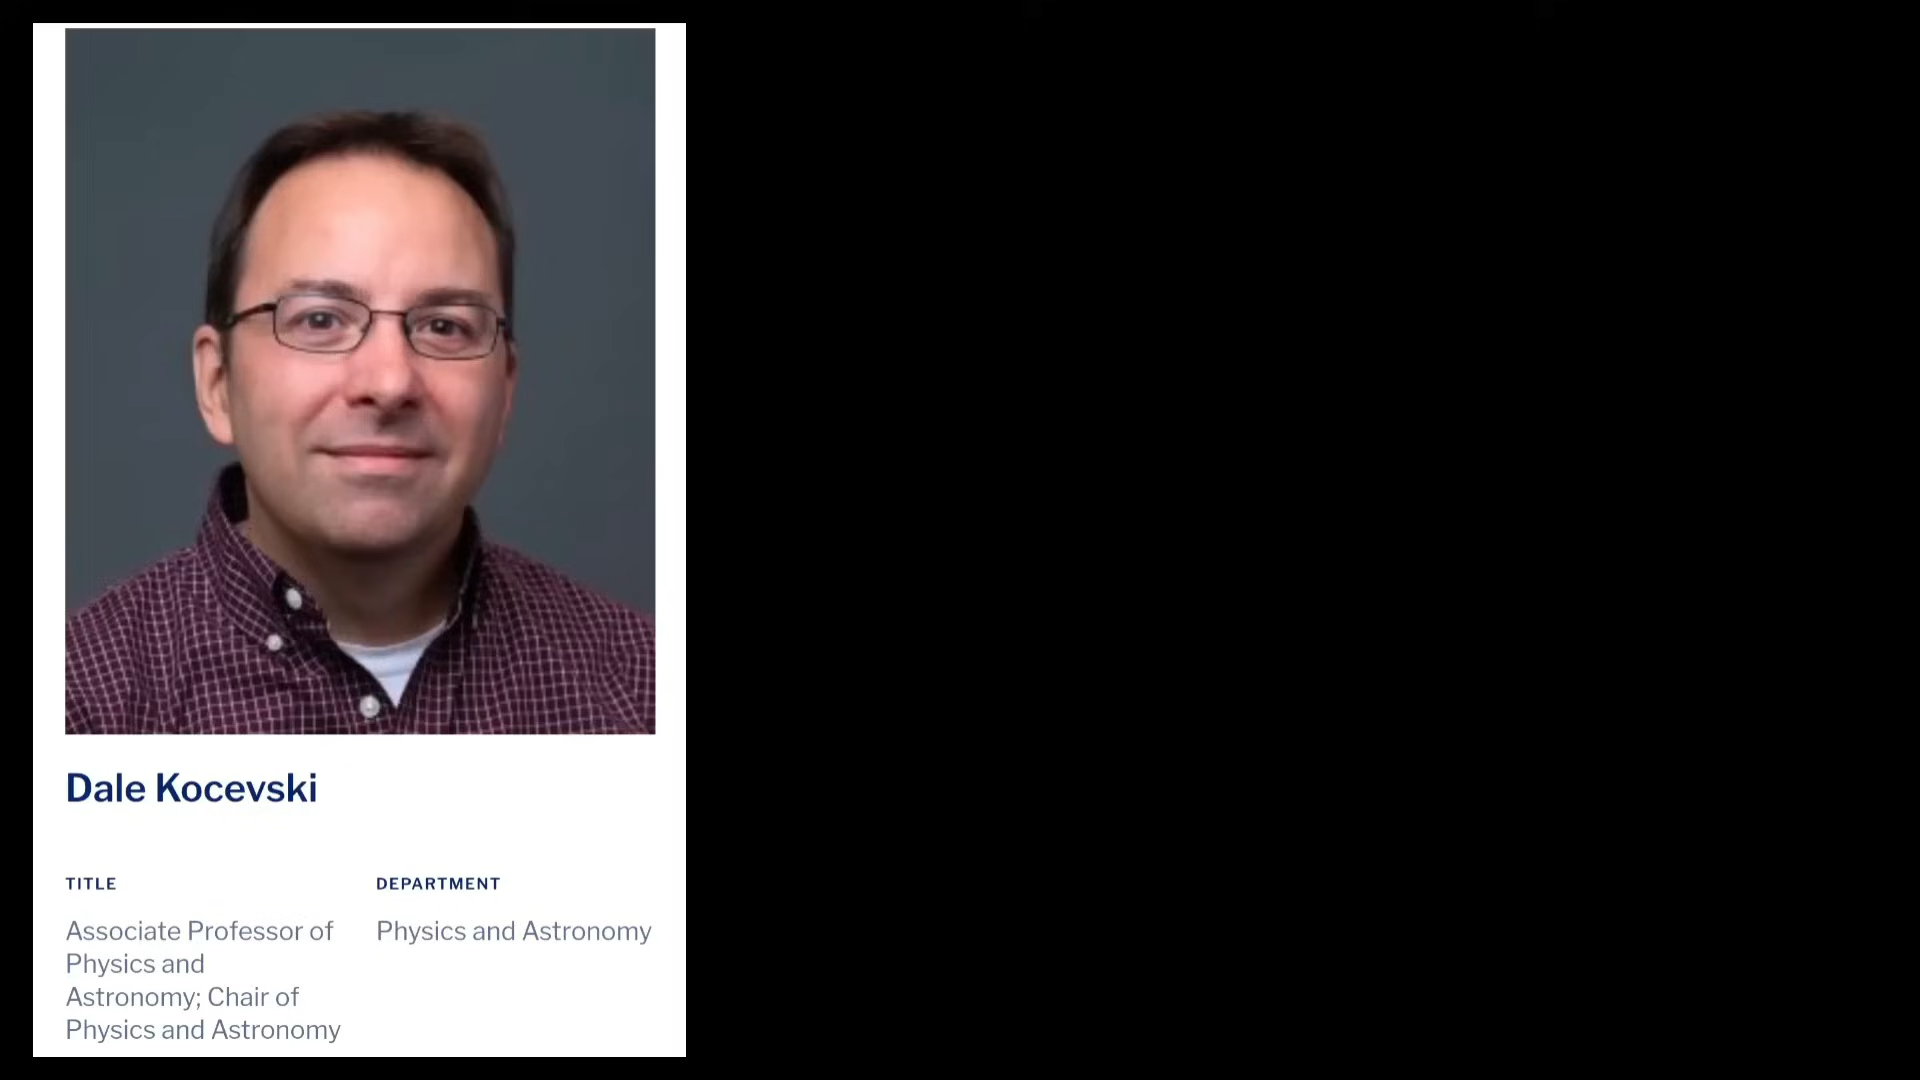 Dale Kocevski
TITLE
Associate Professor of
Physics and
Astronomy; Chair of
Physics and Astronomy
DEPARTMENT
Physics and Astronomy